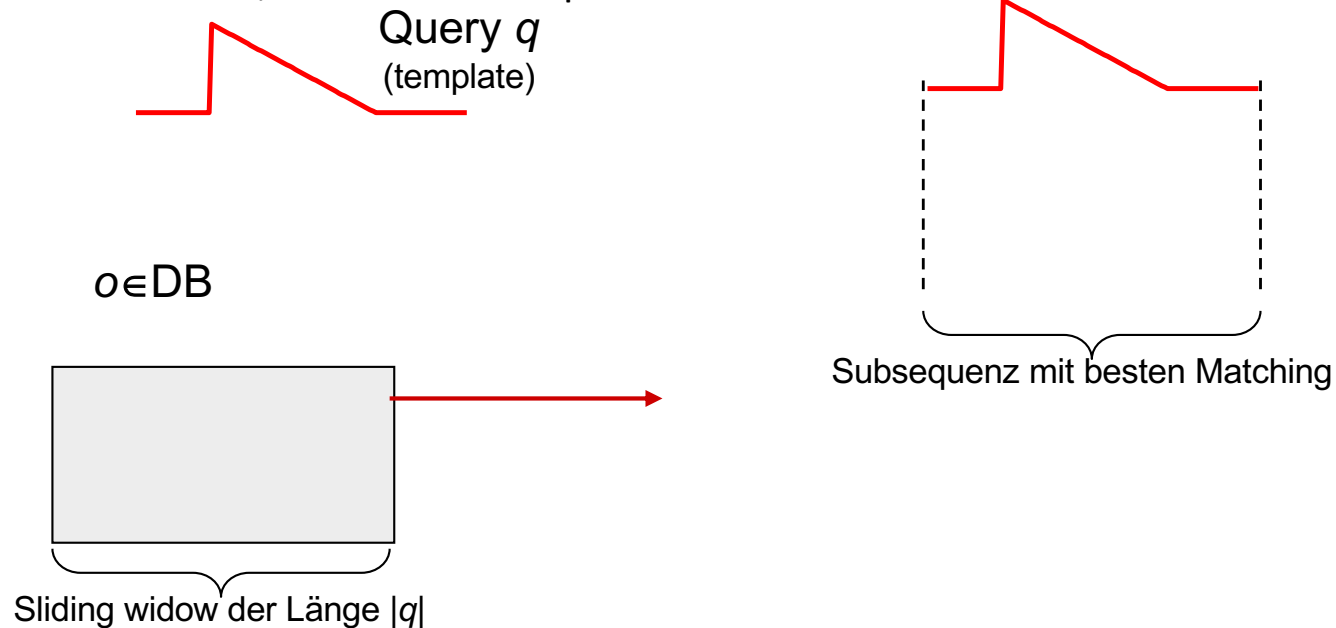 Query q
(template)
o∈DB
Subsequenz mit besten Matching
Sliding widow der Länge |q|